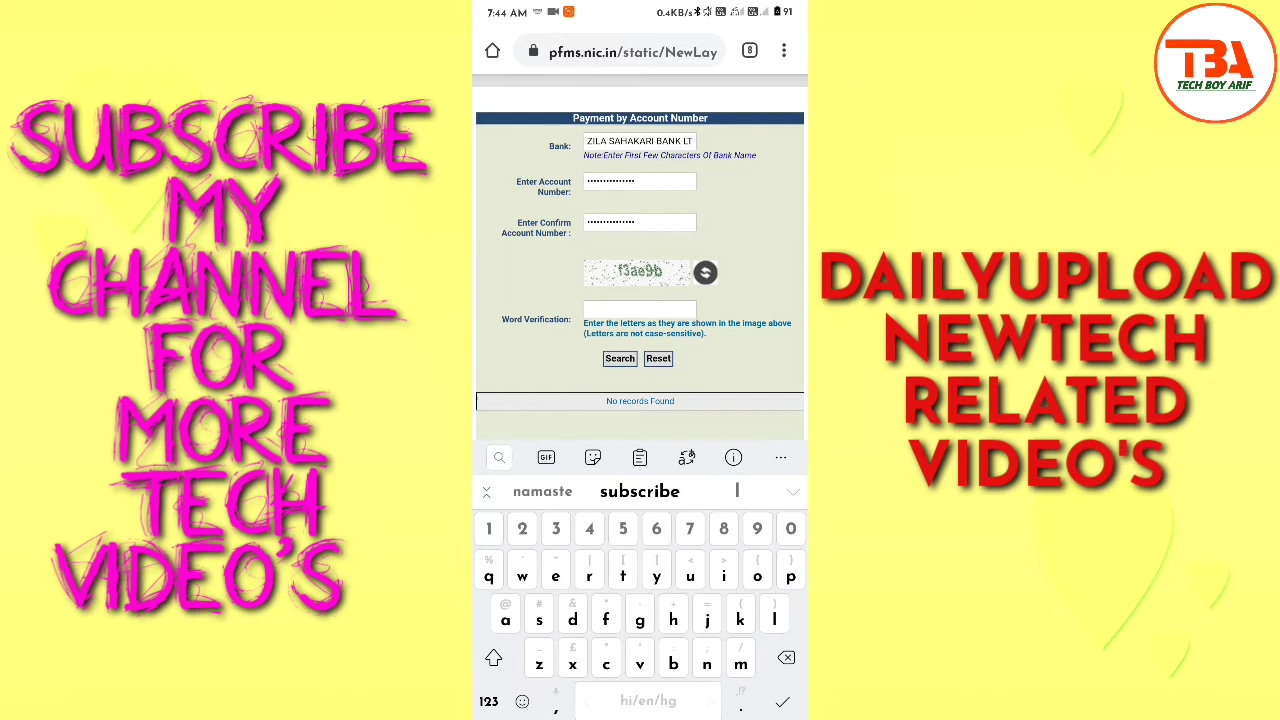 SUBSCRIBE
MY
CHANNEL
FOR
MORE
TECH
VIDEO'S
7:44 AM
0.4KB/s
91
pfms.nic.in/static/NewLay
8
Payment by Account Number
Bank:
ZILA SAHAKARI BANK LT
Note:Enter First Few Characters Of Bank Name
Enter Account
Number:
Enter Confirm
Account Number :
f3ae9b
Word Verification:
Enter the letters as they are shown in the image above
(Letters are not case-sensitive).
Search Reset
No records Found
GIF
namaste subscribe l
1 2 3 4 5 6 7 8 9 0
q w e r t y u i o p
a s d f g h j k l
z x c v b n m
123 , hi/en/hg .
TBA
TECH BOY ARIF
DAILYUPLOAD
NEWTECH
RELATED
VIDEO'S